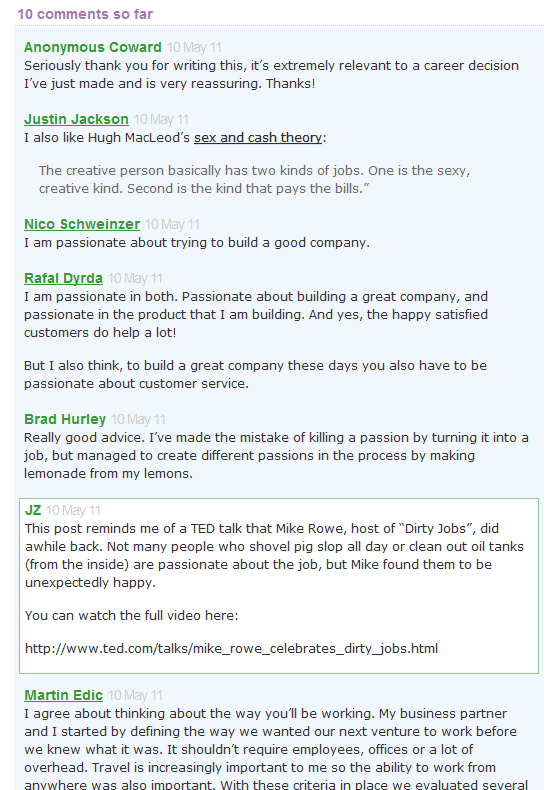 10 comments so far
Anonymous Coward 10 May 11
Seriously thank you for writing this, it’s extremely relevant to a career decision
I’ve just made and is very reassuring. Thanks!
Justin Jackson 10 May 11
I also like Hugh MacLeod’s sex and cash theory:
The creative person basically has two kinds of jobs. One is the sexy,
creative kind. Second is the kind that pays the bills.”
Nico Schweinzer 10 May 11
I am passionate about trying to build a good company.
Rafal Dyrda 10 May 11
I am passionate in both. Passionate about building a great company, and
passionate in the product that I am building. And yes, the happy satisfied
customers do help a lot!
But I also think, to build a great company these days you also have to be
passionate about customer service.
Brad Hurley 10 May 11
Really good advice. I’ve made the mistake of killing a passion by turning it into a
job, but managed to create different passions in the process by making
lemonade from my lemons.
JZ 10 May 11
This post reminds me of a TED talk that Mike Rowe, host of “Dirty Jobs”, did
awhile back. Not many people who shovel pig slop all day or clean out oil tanks
(from the inside) are passionate about the job, but Mike found them to be
unexpectedly happy.
You can watch the full video here:
http://www.ted.com/talks/mike_rowe_celebrates_dirty_jobs.html
Martin Edic 10 May 11
I agree about thinking about the way you’ll be working. My business partner
and I started by defining the way we wanted our next venture to work before
we knew what it was. It shouldn’t require employees, offices or a lot of
overhead. Travel is increasingly important to me so the ability to work from
anywhere was also important. With these criteria in place we evaluated several